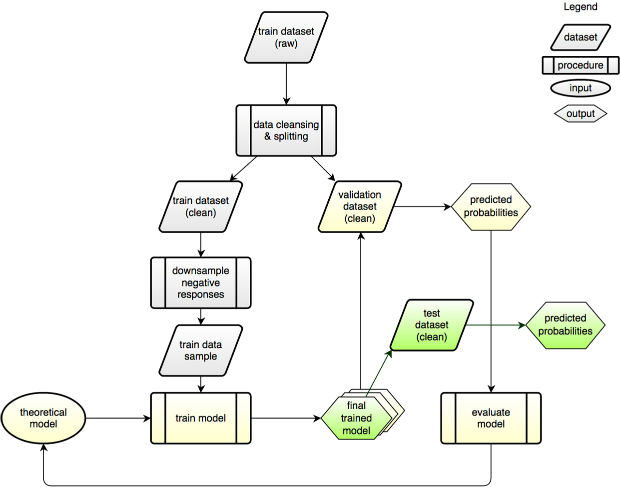 Legend
dataset
procedure
input
output
train dataset
(raw)
data cleansing
& splitting
train dataset
(clean)
validation
dataset
(clean)
predicted
probabilities
downsample
negative
responses
test
dataset
(clean)
predicted
probabilities
train data
sample
theoretical
model
train model
final
trained
model
evaluate
model